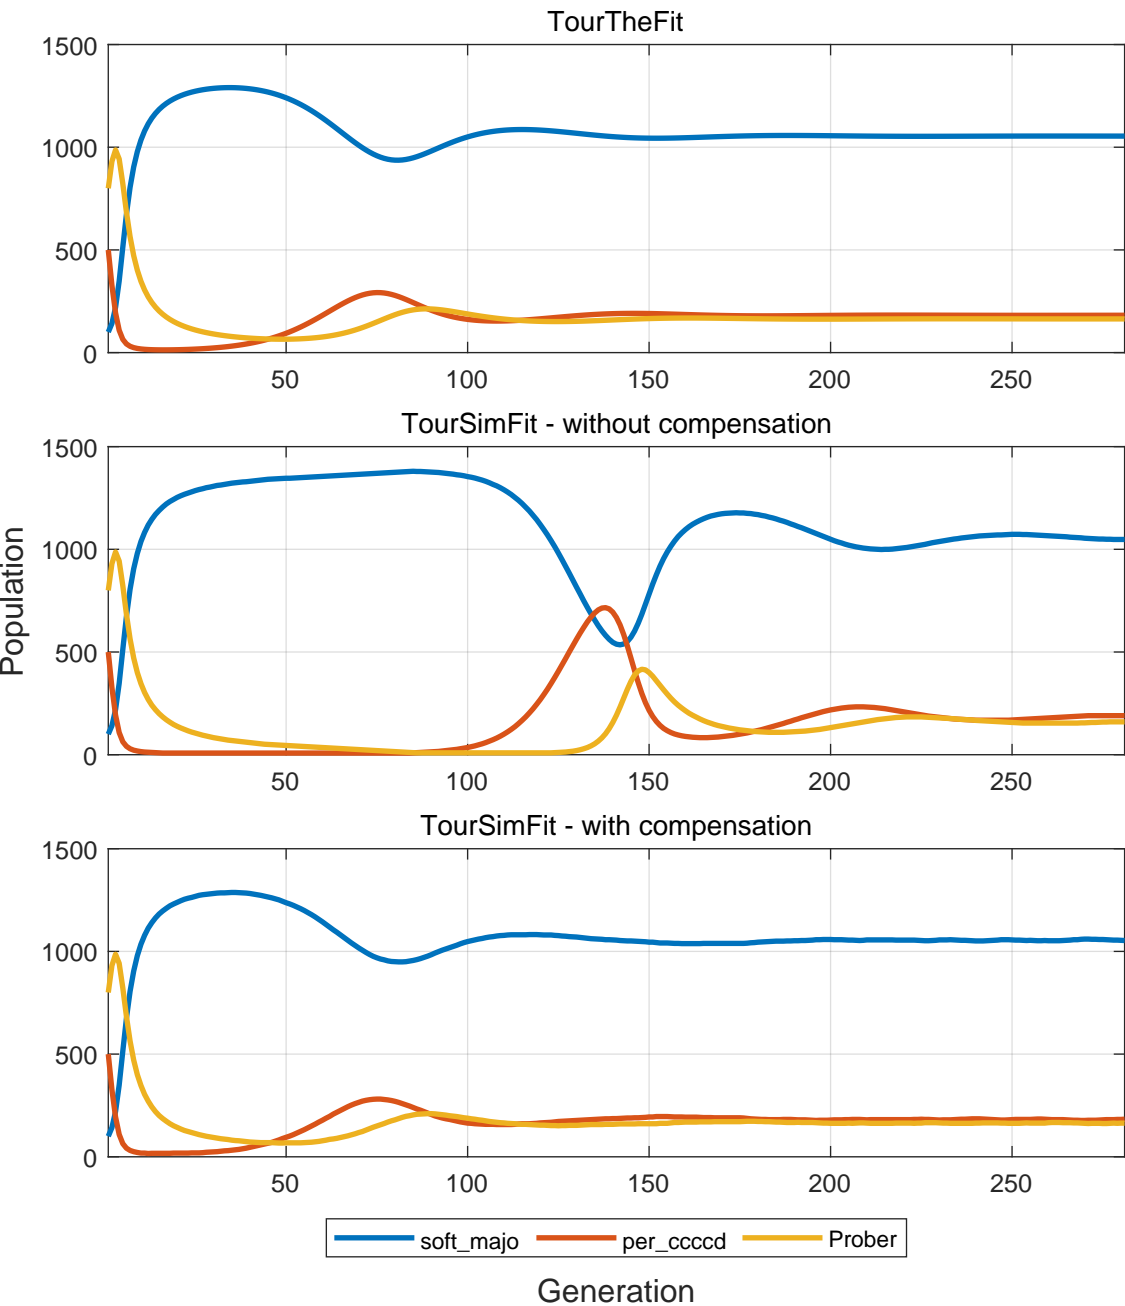 TourTheFit
1500
1000
500
0
50 100 150 200 250
TourSimFit - without compensation
1500
1000
500
0
50 100 150 200 250
Population
TourSimFit - with compensation
1500
1000
500
0
50 100 150 200 250
soft_majo per_ccccd Prober
Generation